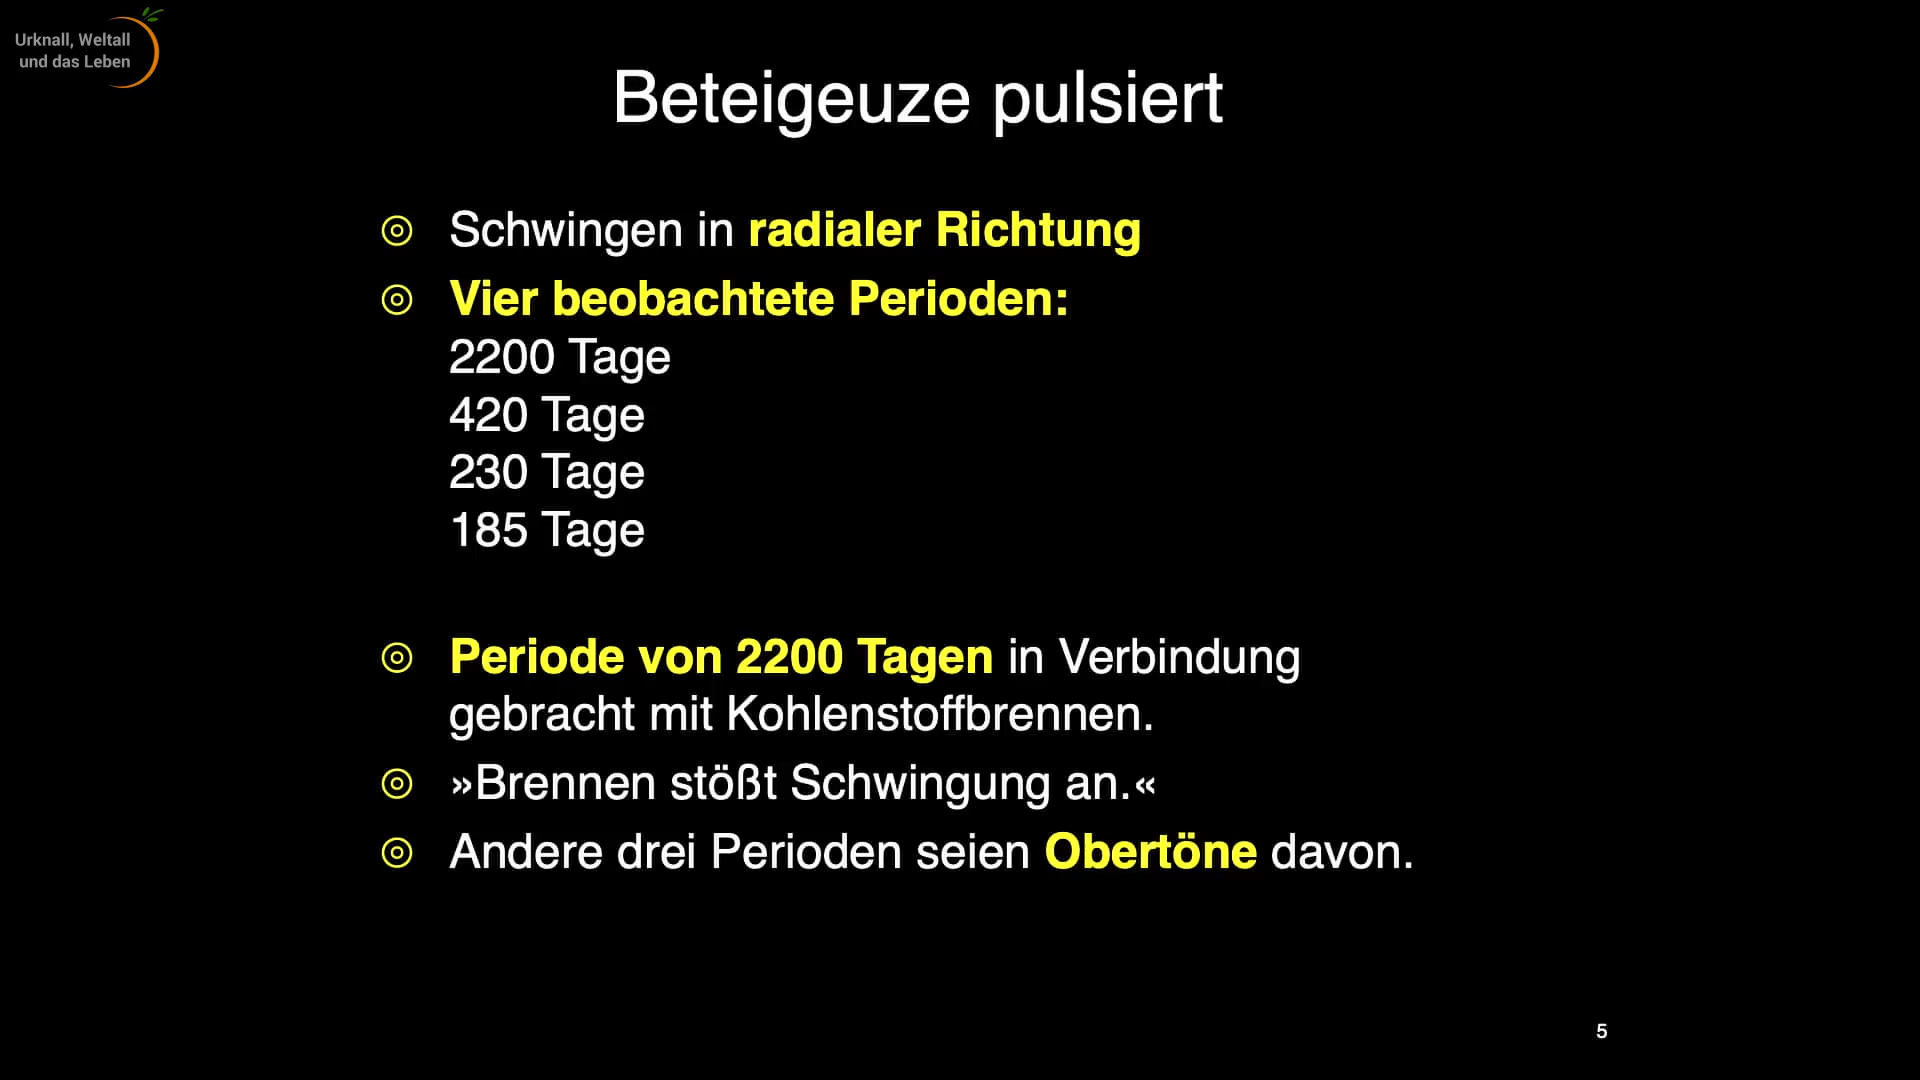 Urknall, Weltall
und das Leben
Beteigeuze pulsiert
Schwingen in radialer Richtung
Vier beobachtete Perioden:
2200 Tage
420 Tage
230 Tage
185 Tage
Periode von 2200 Tagen in Verbindung
gebracht mit Kohlenstoffbrennen.
»Brennen stößt Schwingung an.«
Andere drei Perioden seien Obertöne davon.
5